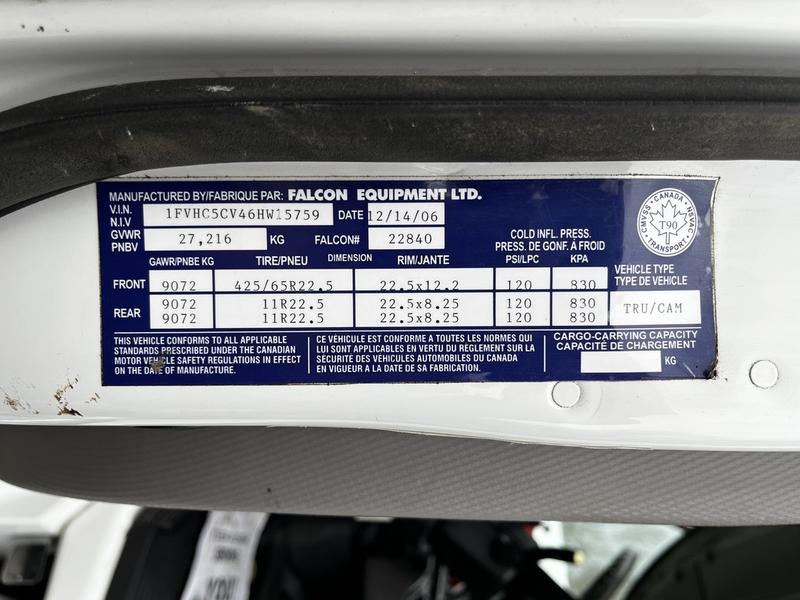 MANUFACTURED BY/FABRIQUE PAR: FALCON EQUIPMENT LTD.
V.I.N. N.I.V 1FVHC5CV46HW15759 DATE 12/14/06
GVWR PNBV 27,216 KG FALCON# 22840
COLD INFL. PRESS.
PRESS. DE GONF. À FROID
GAWR/PNBE KG TIRE/PNEU DIMENSION RIM/JANTE PSI/LPC KPA
FRONT 9072 425/65R22.5 22.5x12.2 120 830
REAR 9072 11R22.5 22.5x8.25 120 830
9072 11R22.5 22.5x8.25 120 830
VEHICLE TYPE
TYPE DE VÉHICLE
TRU/CAM
CANADA
CMVSS NSVAC
T90
TRANSPORT
THIS VEHICLE CONFORMS TO ALL APPLICABLE
STANDARDS PRESCRIBED UNDER THE CANADIAN
MOTOR VEHICLE SAFETY REGULATIONS IN EFFECT
ON THE DATE OF MANUFACTURE.
CE VÉHICULE EST CONFORME A TOUTES LES NORMES QUI
LUI SONT APPLICABLES EN VERTU DU REGLEMENT SUR LA
SÉCURITÉ DES VÉHICULES AUTOMOBILES DU CANADA
EN VIGUEUR A LA DATE DE SA FABRICATION.
CARGO-CARRYING CAPACITY
CAPACITÉ DE CHARGEMENT
KG